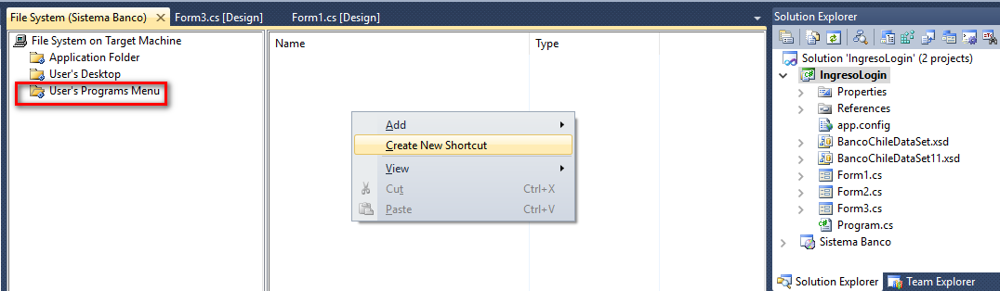 File System (Sistema Banco)
Form3.cs [Design]
Form1.cs [Design]
File System on Target Machine
Application Folder
User's Desktop
User's Programs Menu
Name
Type
Add
Create New Shortcut
View
Cut
Ctrl+X
Paste
Ctrl+V
Solution Explorer
Solution 'IngresoLogin' (2 projects)
IngresoLogin
Properties
References
app.config
BancoChileDataSet.xsd
BancoChileDataSet11.xsd
Form1.cs
Form2.cs
Form3.cs
Program.cs
Sistema Banco
Solution Explorer
Team Explorer